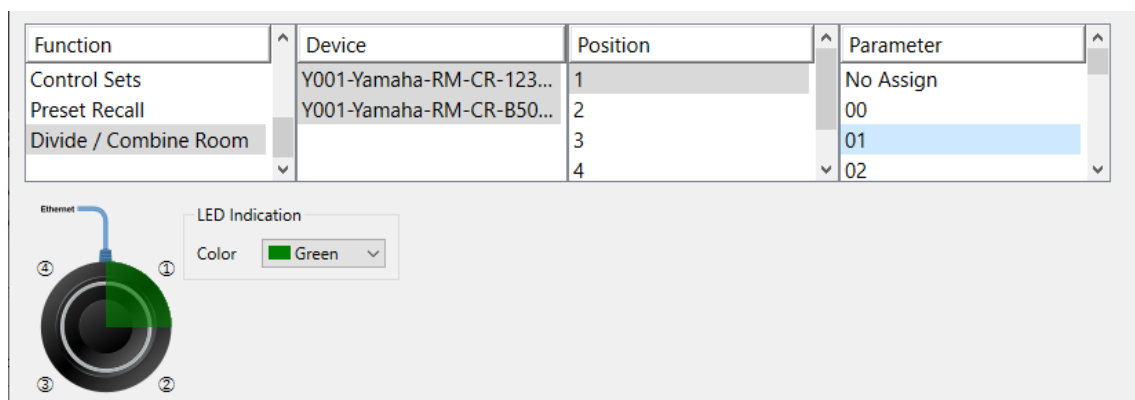 Function Device Position Parameter
Control Sets Y001-Yamaha-RM-CR-123... 1 No Assign
Preset Recall Y001-Yamaha-RM-CR-B50... 2 00
Divide / Combine Room 3 01
4 02
Ethernet
LED Indication
Color Green
④ ①
③ ②